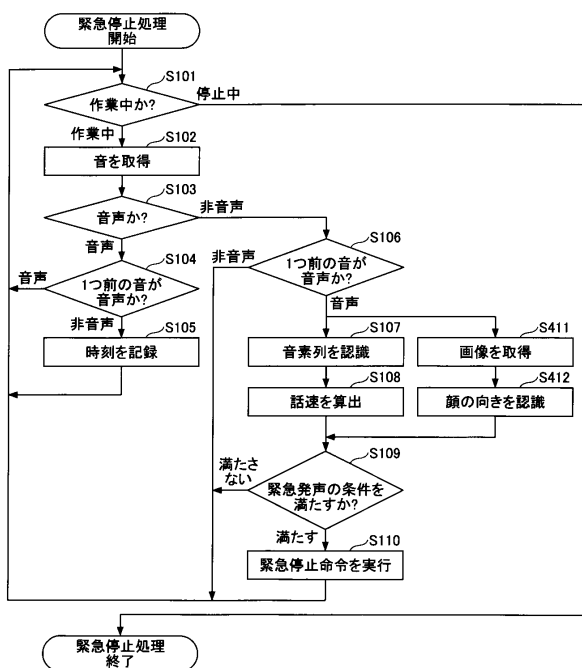 緊急停止処理
開始
S101
作業中か?
停止中
作業中
S102
音を取得
S103
音声か?
非音声
音声
S104
1つ前の音が
音声か?
音声
非音声
S105
時刻を記録
S106
1つ前の音が
音声か?
非音声
音声
S107
音素列を認識
S411
画像を取得
S108
話速を算出
S412
顔の向きを認識
S109
緊急発声の条件を
満たすか?
満たさ
ない
満たす
S110
緊急停止命令を実行
緊急停止処理
終了